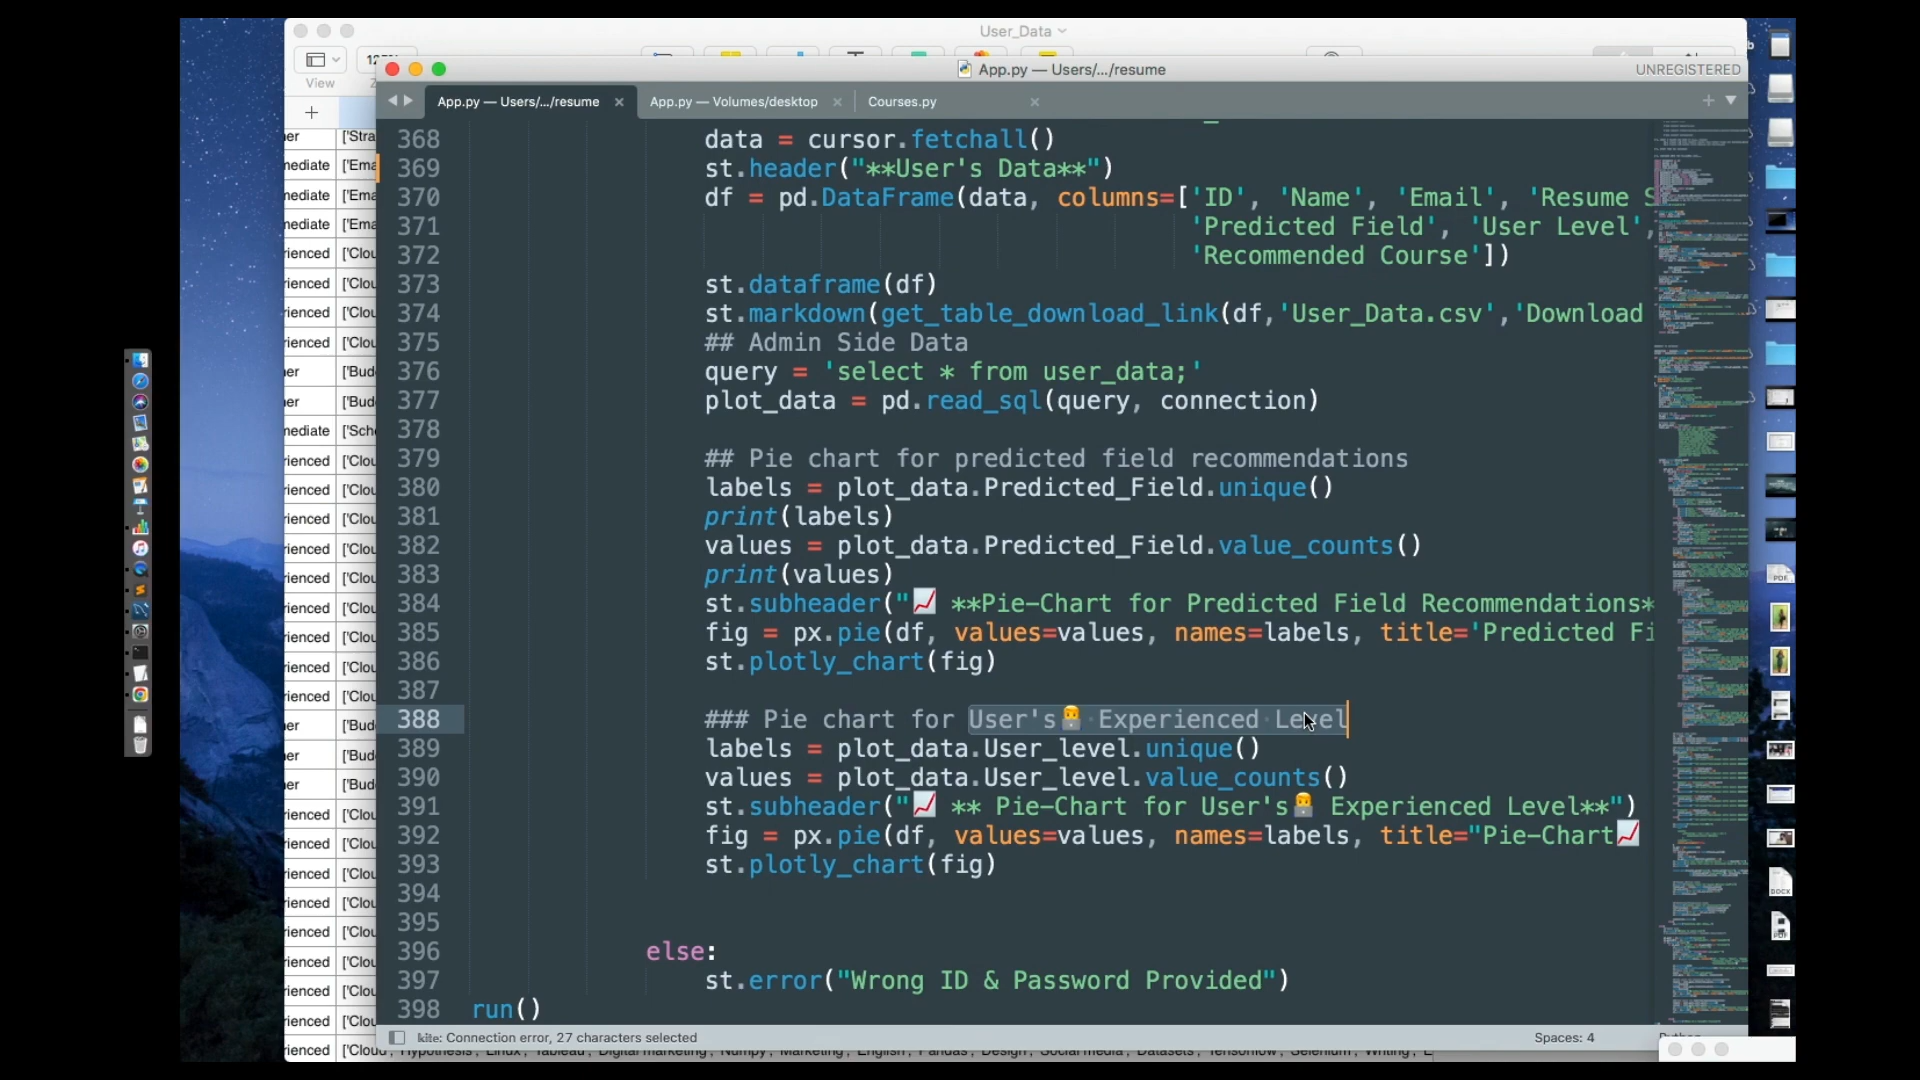 User_Data
View
App.py — Users/.../resume
UNREGISTERED
App.py — Users/.../resume
App.py — Volumes/desktop
Courses.py
368 data = cursor.fetchall()
369 st.header("**User's Data**")
370 df = pd.DataFrame(data, columns=['ID', 'Name', 'Email', 'Resume S
371 'Predicted Field', 'User Level',
372 'Recommended Course'])
373 st.dataframe(df)
374 st.markdown(get_table_download_link(df,'User_Data.csv','Download
375 ## Admin Side Data
376 query = 'select * from user_data;'
377 plot_data = pd.read_sql(query, connection)
378
379 ## Pie chart for predicted field recommendations
380 labels = plot_data.Predicted_Field.unique()
381 print(labels)
382 values = plot_data.Predicted_Field.value_counts()
383 print(values)
384 st.subheader("📈 **Pie-Chart for Predicted Field Recommendations*
385 fig = px.pie(df, values=values, names=labels, title='Predicted Fi
386 st.plotly_chart(fig)
387
388 ### Pie chart for User's👨‍💻 Experienced Level
389 labels = plot_data.User_level.unique()
390 values = plot_data.User_level.value_counts()
391 st.subheader("📈 ** Pie-Chart for User's👨‍💻 Experienced Level**")
392 fig = px.pie(df, values=values, names=labels, title="Pie-Chart📈
393 st.plotly_chart(fig)
394
395
396 else:
397 st.error("Wrong ID & Password Provided")
398 run()
kite: Connection error, 27 characters selected
Spaces: 4